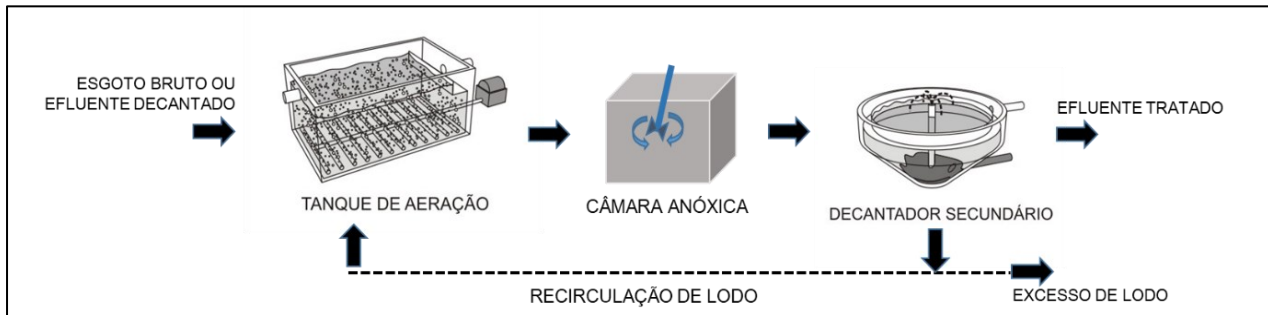 ESGOTO BRUTO OU
EFLUENTE DECANTADO
TANQUE DE AERAÇÃO
CÂMARA ANÓXICA
DECANTADOR SECUNDÁRIO
EFLUENTE TRATADO
RECIRCULAÇÃO DE LODO
EXCESSO DE LODO